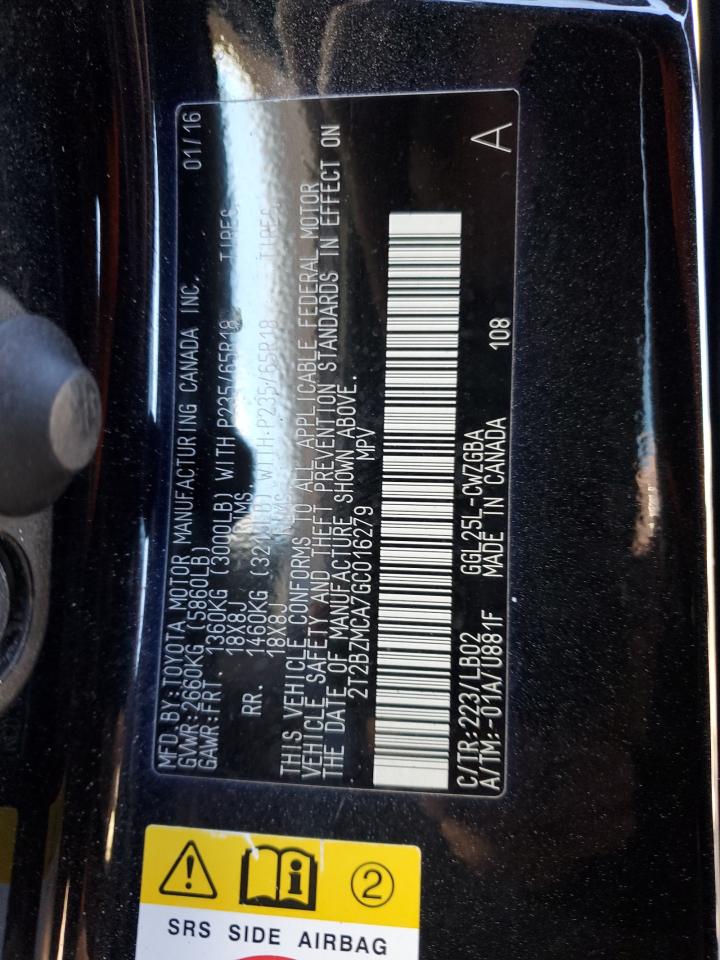 MFD. BY: TOYOTA MOTOR MANUFACTURING CANADA INC. 01/16
GVWR: 2660KG (5860LB)
GAWR: FRT. 1360KG (3000LB) WITH P235/65R18 TIRES,
18X8J RIMS,
RR. 1460KG LB) WITH P235/65R18 TIRES,
18X8J RIMS,
THIS VEHICLE CONFORMS TO ALL APPLICABLE FEDERAL MOTOR
VEHICLE SAFETY AND THEFT PREVENTION STANDARDS IN EFFECT ON
THE DATE OF MANUFACTURE SHOWN ABOVE.
2T2BZMCA7GC016279 MPV
C/TR: 223/LB02 GGL25L-CWZGBA
A/TM: -01A/U881F MADE IN CANADA 108 A
2
SRS SIDE AIRBAG